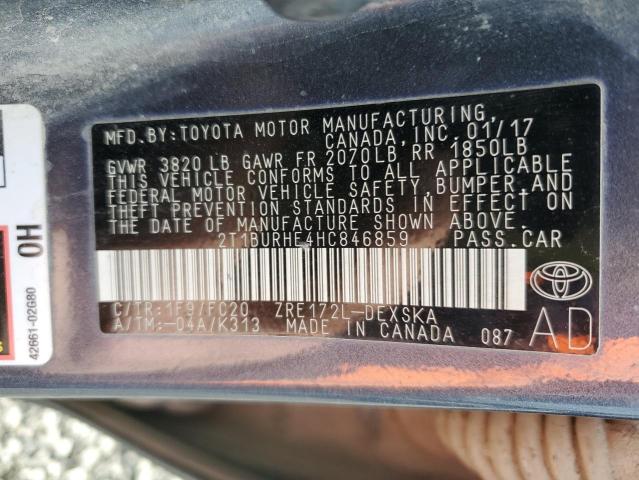 MFD. BY: TOYOTA MOTOR MANUFACTURING,
CANADA, INC. 01/17
GVWR 3820 LB GAWR FR 2070LB, RR 1850LB
THIS VEHICLE CONFORMS TO ALL APPLICABLE
FEDERAL MOTOR VEHICLE SAFETY, BUMPER, AND
THEFT PREVENTION STANDARDS IN EFFECT ON
THE DATE OF MANUFACTURE SHOWN ABOVE.
2T1BURHE4HC846859 PASS. CAR
C/TR: 1F9/FC20 ZRE172L-DEXSKA
A/TM: -04A/K313 MADE IN CANADA 087
AD
0H
42661-02G80